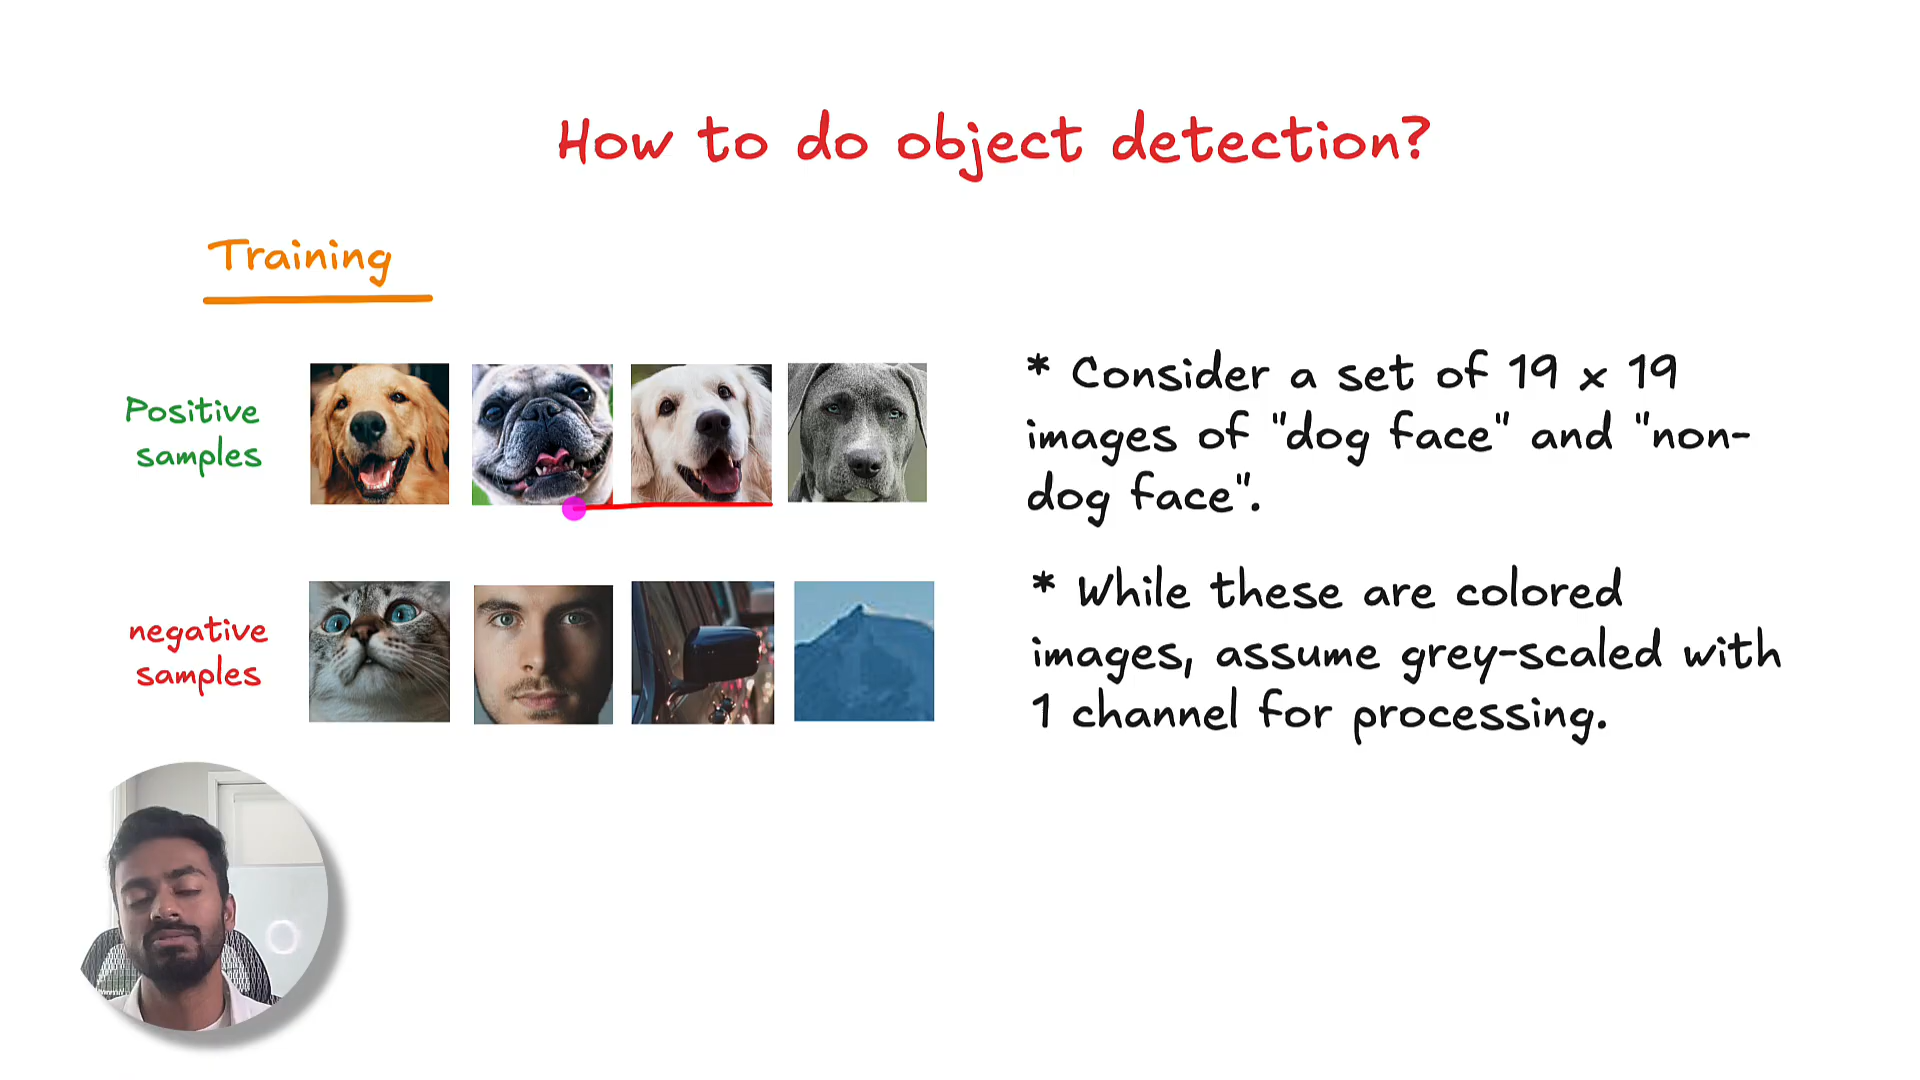 How to do object detection?
Training
Positive
samples
* Consider a set of 19 x 19
images of "dog face" and "non-
dog face".
negative
samples
* While these are colored
images, assume grey-scaled with
1 channel for processing.